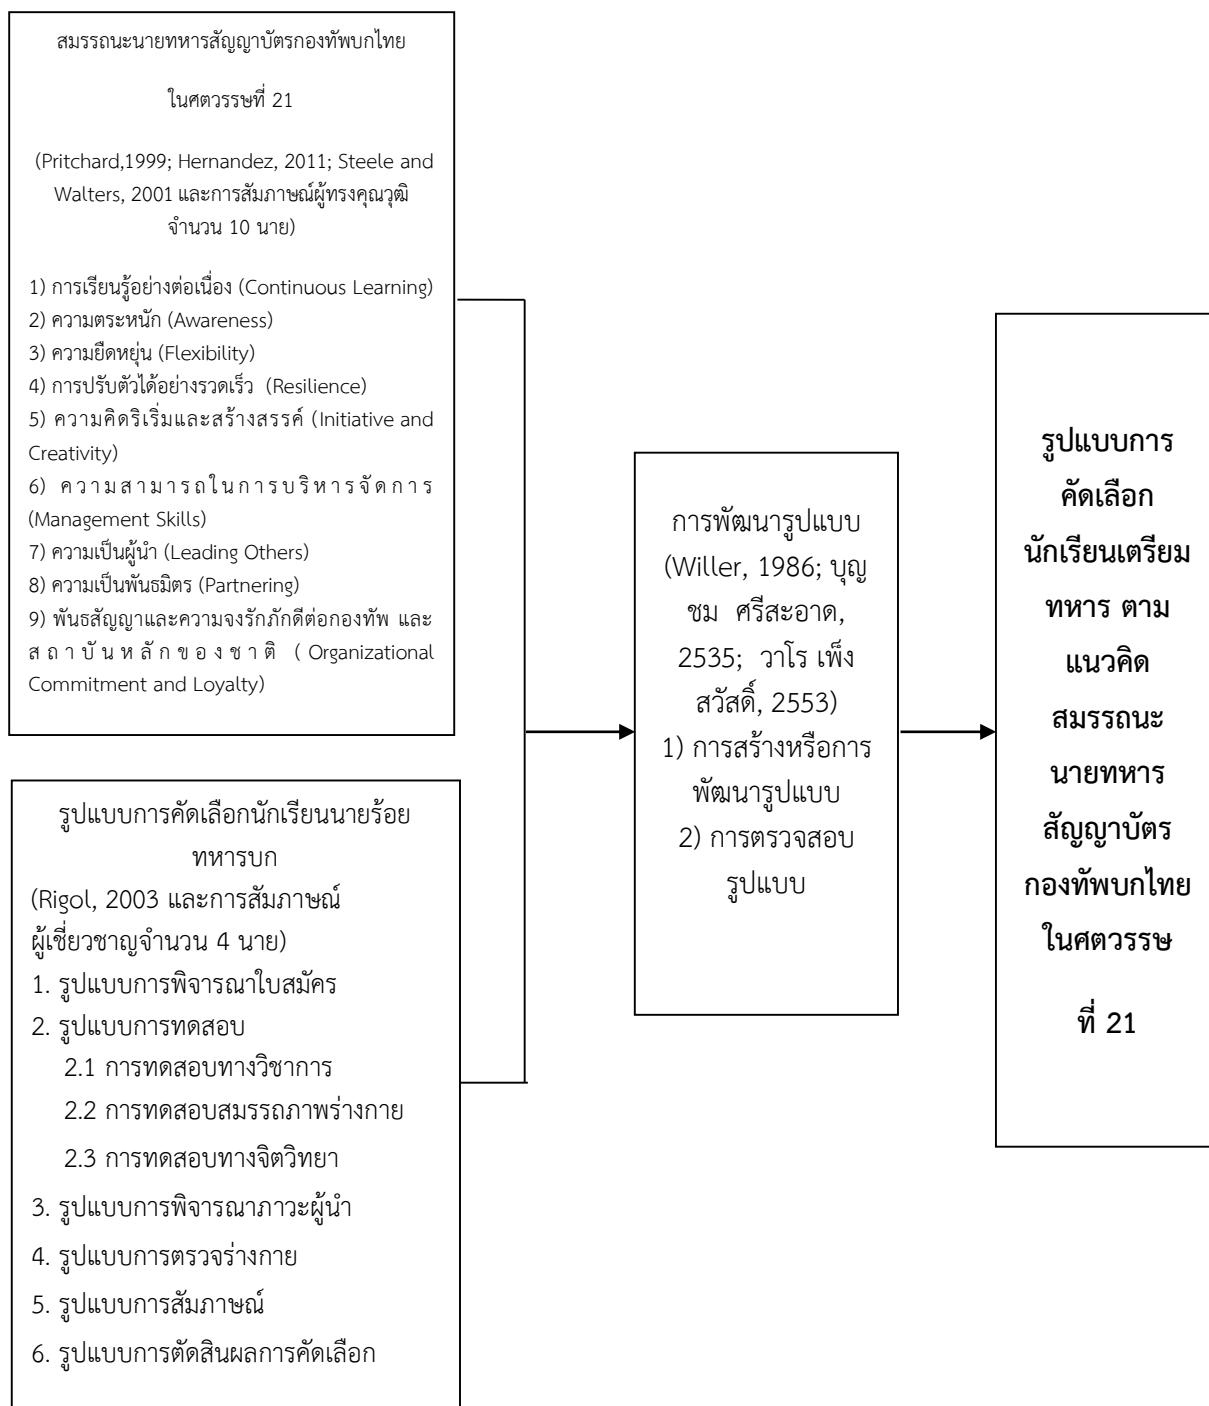 สมรรถนะนายทหารสัญญาบัตรกองทัพบกไทย
ในศตวรรษที่ 21
(Pritchard,1999; Hernandez, 2011; Steele and
Walters, 2001 และการสัมภาษณ์ผู้ทรงคุณวุฒิ
จำนวน 10 นาย)
1) การเรียนรู้อย่างต่อเนื่อง (Continuous Learning)
2) ความตระหนัก (Awareness)
3) ความยืดหยุ่น (Flexibility)
4) การปรับตัวได้อย่างรวดเร็ว (Resilience)
5) ความคิดริเริ่มและสร้างสรรค์ (Initiative and
Creativity)
6) ความสามารถในการบริหารจัดการ
(Management Skills)
7) ความเป็นผู้นำ (Leading Others)
8) ความเป็นพันธมิตร (Partnering)
9) พันธสัญญาและความจงรักภักดีต่อกองทัพ และ
สถาบันหลักของชาติ ( Organizational
Commitment and Loyalty)
รูปแบบการคัดเลือกนักเรียนนายร้อย
ทหารบก
(Rigol, 2003 และการสัมภาษณ์
ผู้เชี่ยวชาญจำนวน 4 นาย)
1. รูปแบบการพิจารณาใบสมัคร
2. รูปแบบการทดสอบ
2.1 การทดสอบทางวิชาการ
2.2 การทดสอบสมรรถภาพร่างกาย
2.3 การทดสอบทางจิตวิทยา
3. รูปแบบการพิจารณาภาวะผู้นำ
4. รูปแบบการตรวจร่างกาย
5. รูปแบบการสัมภาษณ์
6. รูปแบบการตัดสินผลการคัดเลือก
การพัฒนารูปแบบ
(Willer, 1986; บุญ
ชม ศรีสะอาด,
2535; วาโร เพ็ง
สวัสดิ์, 2553)
1) การสร้างหรือการ
พัฒนารูปแบบ
2) การตรวจสอบ
รูปแบบ
รูปแบบการ
คัดเลือก
นักเรียนเตรียม
ทหาร ตาม
แนวคิด
สมรรถนะ
นายทหาร
สัญญาบัตร
กองทัพบกไทย
ในศตวรรษ
ที่ 21